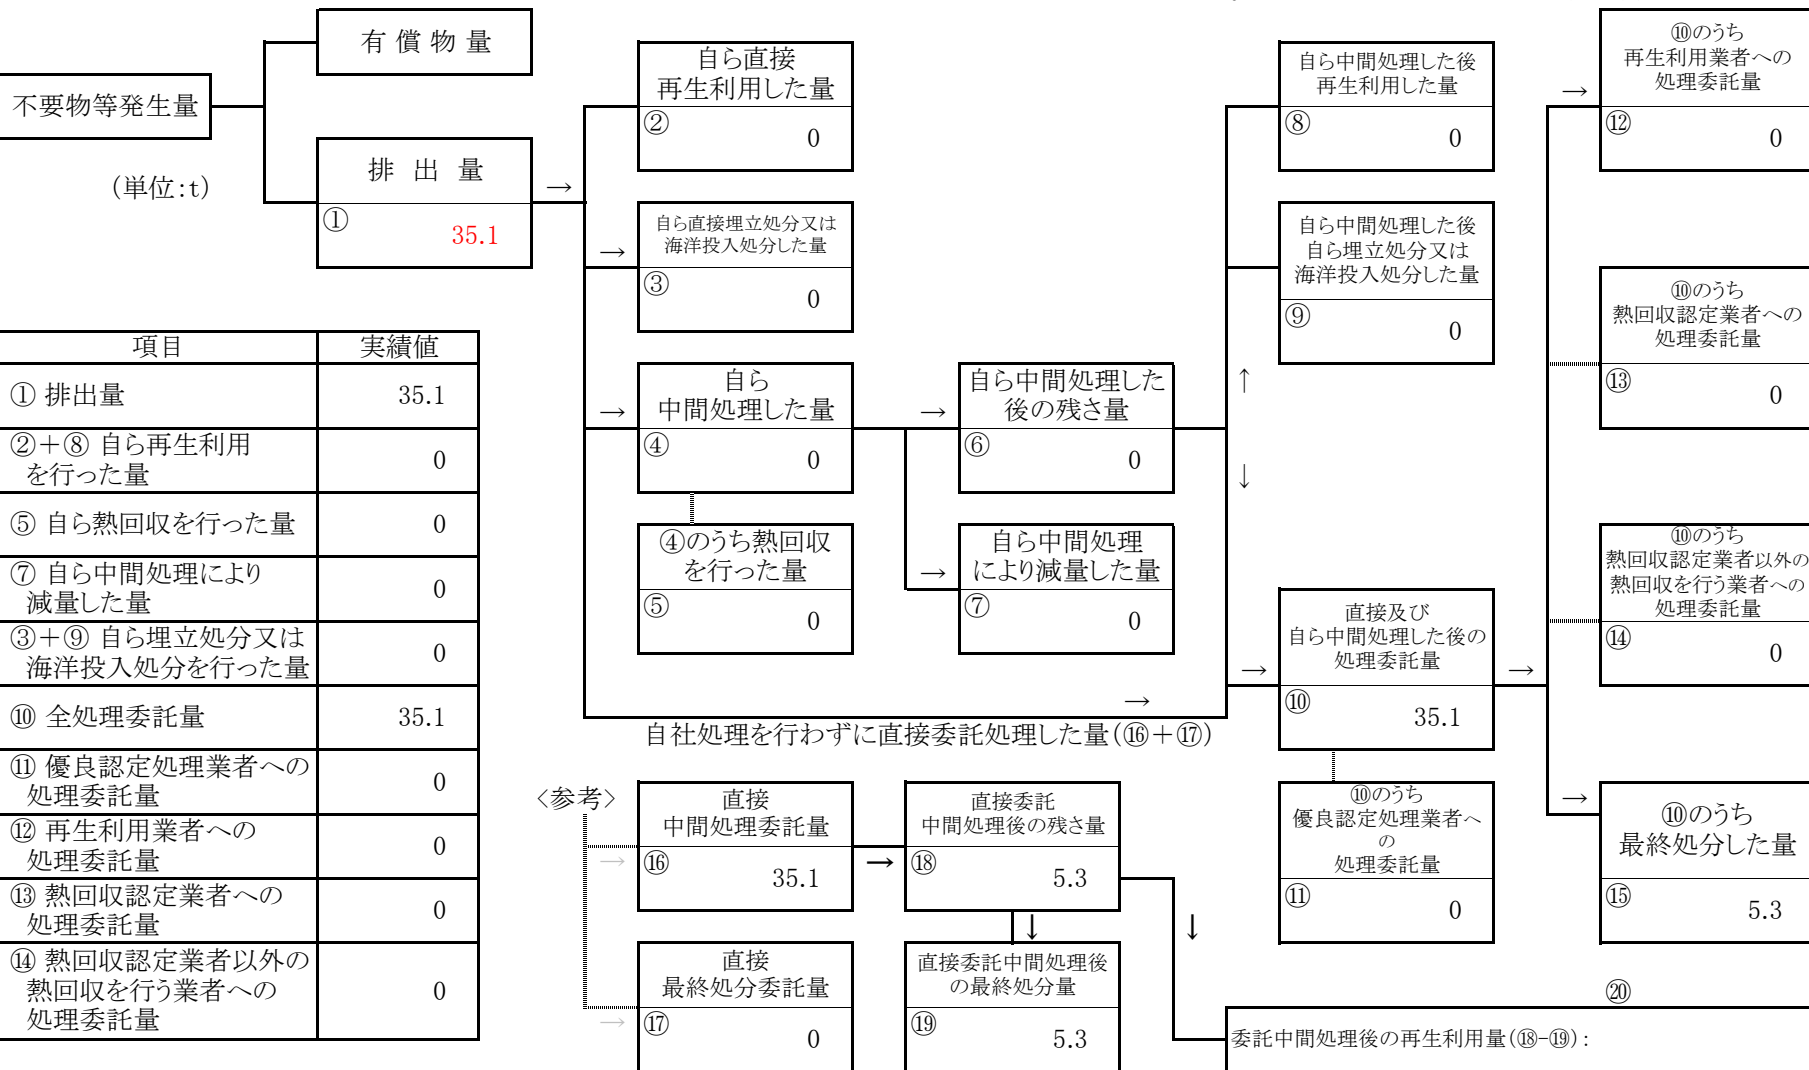 有 償 物 量
不要物等発生量
(単位:t)
排 出 量
①
35.1
→
自ら直接
再生利用した量
②
0
→
自ら直接埋立処分又は
海洋投入処分した量
③
0
→
自ら
中間処理した量
④
0
④のうち熱回収
を行った量
⑤
0
→
自ら中間処理した
後の残さ量
⑥
0
→
自ら中間処理
により減量した量
⑦
0
自ら中間処理した後
再生利用した量
⑧
0
自ら中間処理した後
自ら埋立処分又は
海洋投入処分した量
⑨
0
↑
↓
→
→
自社処理を行わずに直接委託処理した量(⑯+⑰)
直接及び
自ら中間処理した後の
処理委託量
⑩
35.1
→
⑩のうち
優良認定処理業者へ
の
処理委託量
⑪
0
→
⑩のうち
再生利用業者への
処理委託量
⑫
0
⑩のうち
熱回収認定業者への
処理委託量
⑬
0
⑩のうち
熱回収認定業者以外の
熱回収を行う業者への
処理委託量
⑭
0
→
⑩のうち
最終処分した量
⑮
5.3
項目 実績値
① 排出量 35.1
②+⑧ 自ら再生利用
を行った量 0
⑤ 自ら熱回収を行った量 0
⑦ 自ら中間処理により
減量した量 0
③+⑨ 自ら埋立処分又は
海洋投入処分を行った量 0
⑩ 全処理委託量 35.1
⑪ 優良認定処理業者への
処理委託量 0
⑫ 再生利用業者への
処理委託量 0
⑬ 熱回収認定業者への
処理委託量 0
⑭ 熱回収認定業者以外の
熱回収を行う業者への
処理委託量 0
〈参考〉
→
直接
中間処理委託量
⑯
35.1
→
直接委託
中間処理後の残さ量
⑱
5.3
↓
↓
→
直接
最終処分委託量
⑰
0
直接委託中間処理後
の最終処分量
⑲
5.3
⑳
委託中間処理後の再生利用量(⑱-⑲):